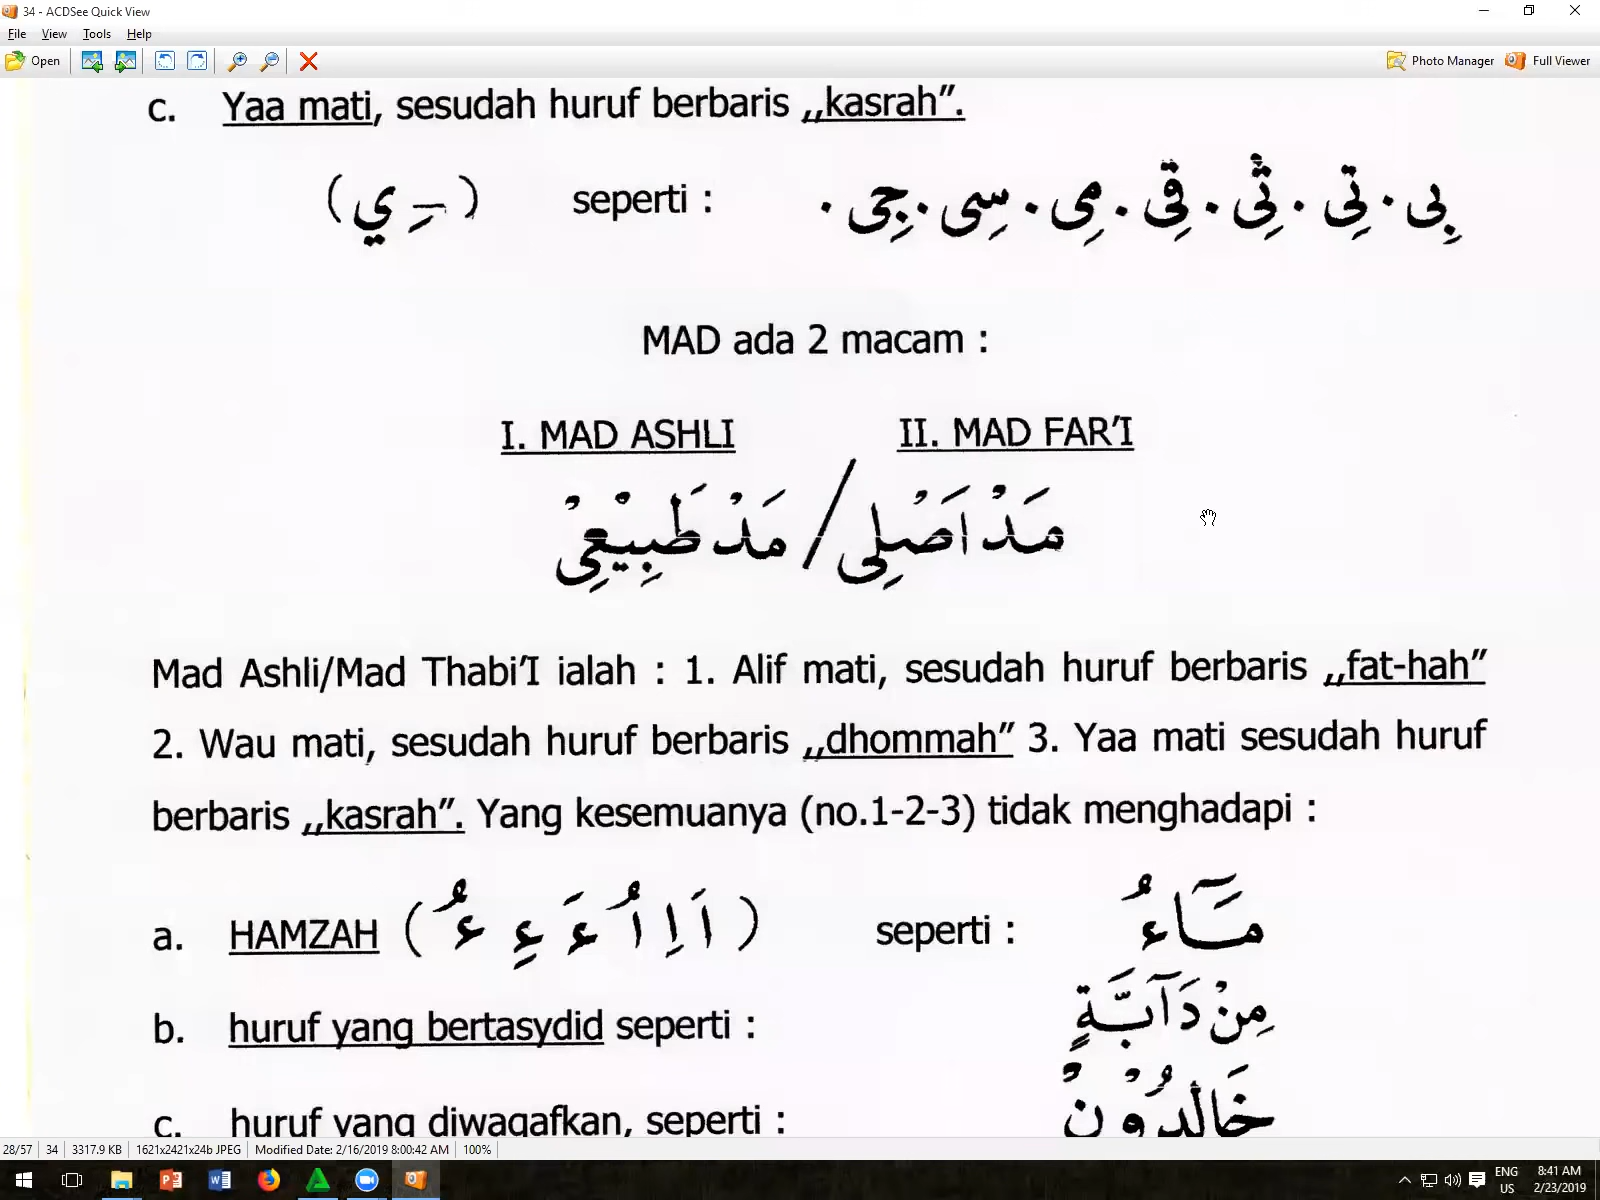 34 - ACDSee Quick View
File View Tools Help
Open Photo Manager Full Viewer
c. Yaa mati, sesudah huruf berbaris ,,kasrah”.
(ـِ ي) seperti : بِى . تِى . ثِى . قِى . مِى . سِى . جِى .
MAD ada 2 macam :
I. MAD ASHLI II. MAD FAR’I
مَدْ اَصْلِى / مَدْ طَبِيْعِىْ
Mad Ashli/Mad Thabi’I ialah : 1. Alif mati, sesudah huruf berbaris ,,fat-hah”
2. Wau mati, sesudah huruf berbaris ,,dhommah” 3. Yaa mati sesudah huruf
berbaris ,,kasrah”. Yang kesemuanya (no.1-2-3) tidak menghadapi :
a. HAMZAH ( اَ اِ اُ ءَ ءِ ءُ ) seperti : مَآءُ
b. huruf yang bertasydid seperti : مِنْ دَآبَّةٍ
c. huruf yang diwaqafkan, seperti : خَالِدُوْنْ
28/57 34 3317.9 KB 1621x2421x24b JPEG Modified Date: 2/16/2019 8:00:42 AM 100%
ENG 8:41 AM
US 2/23/2019